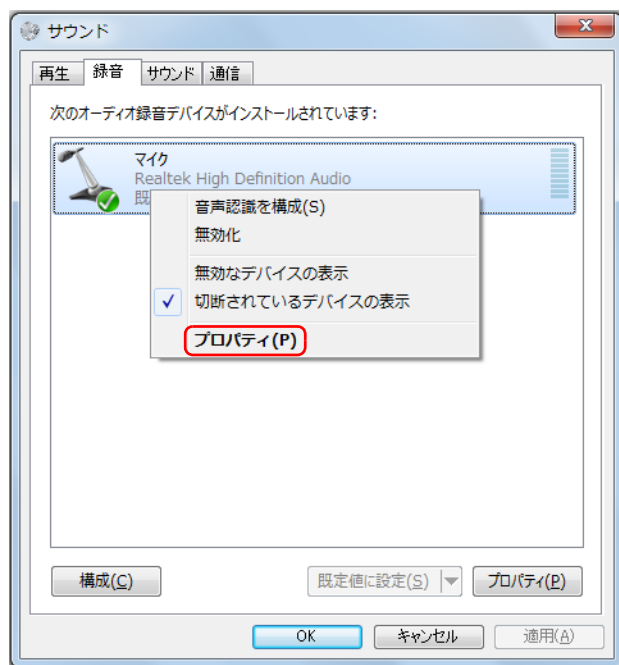 サウンド
再生 録音 サウンド 通信
次のオーディオ録音デバイスがインストールされています:
マイク
Realtek High Definition Audio
既
音声認識を構成(S)
無効化
無効なデバイスの表示
切断されているデバイスの表示
プロパティ(P)
構成(C) 既定値に設定(S) プロパティ(P)
OK キャンセル 適用(A)